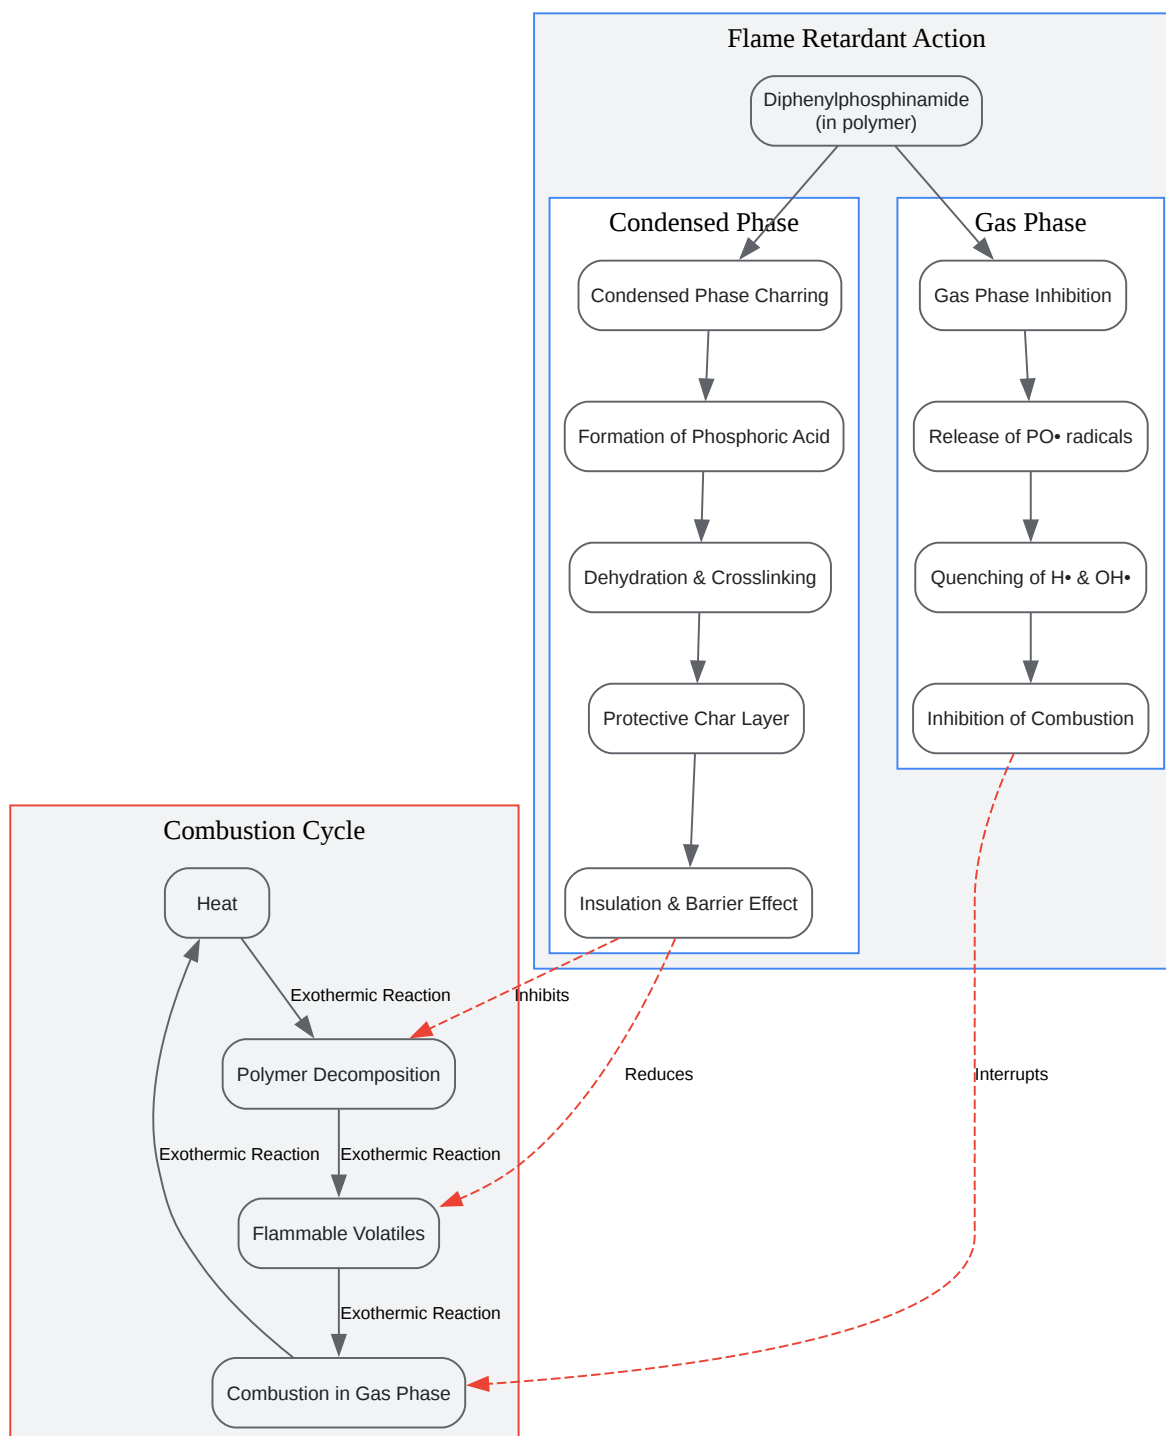 Flame Retardant Action
Diphenylphosphinamide
(in polymer)
Condensed Phase
Gas Phase
Condensed Phase Charring
Gas Phase Inhibition
Formation of Phosphoric Acid
Release of PO• radicals
Dehydration & Crosslinking
Quenching of H• & OH•
Protective Char Layer
Inhibition of Combustion
Combustion Cycle
Heat
Insulation & Barrier Effect
Exothermic Reaction
Inhibits
Polymer Decomposition
Reduces
Interrupts
Exothermic Reaction
Exothermic Reaction
Flammable Volatiles
Exothermic Reaction
Combustion in Gas Phase